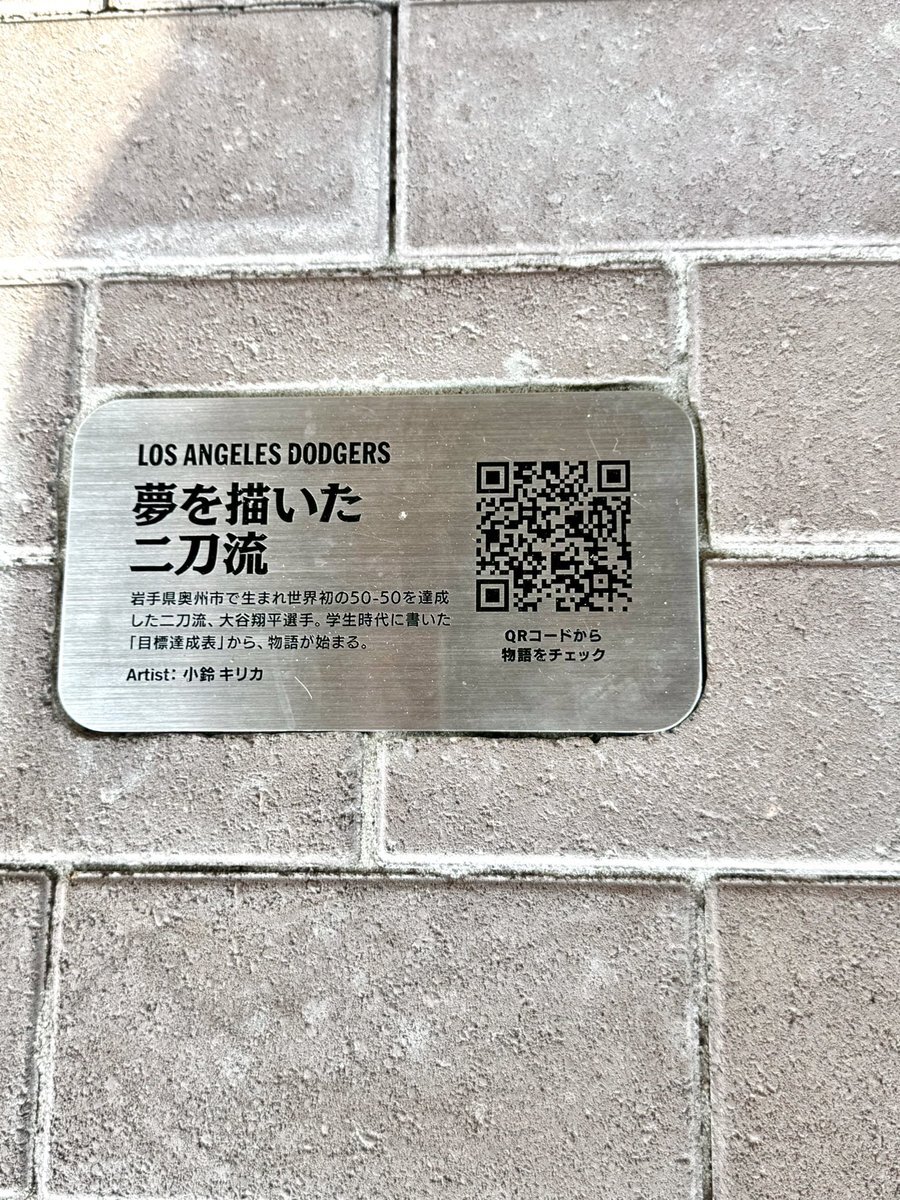 LOS ANGELES DODGERS
夢を描いた
二刀流
岩手県奥州市で生まれ世界初の50-50を達成
した二刀流、大谷翔平選手。学生時代に書いた
「目標達成表」から、物語が始まる。
Artist: 小鈴 キリカ
QRコードから
物語をチェック